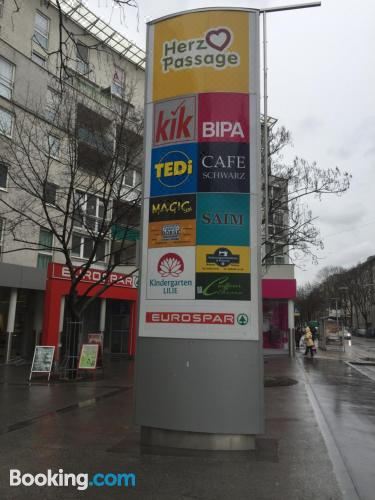 Herz
Passage
kik
BIPA
TEDi
CAFE
SCHWARZ
MAGIC
SAIM
Kindergarten
LILIE
EUROSPAR
EUROSPAR
Booking.com